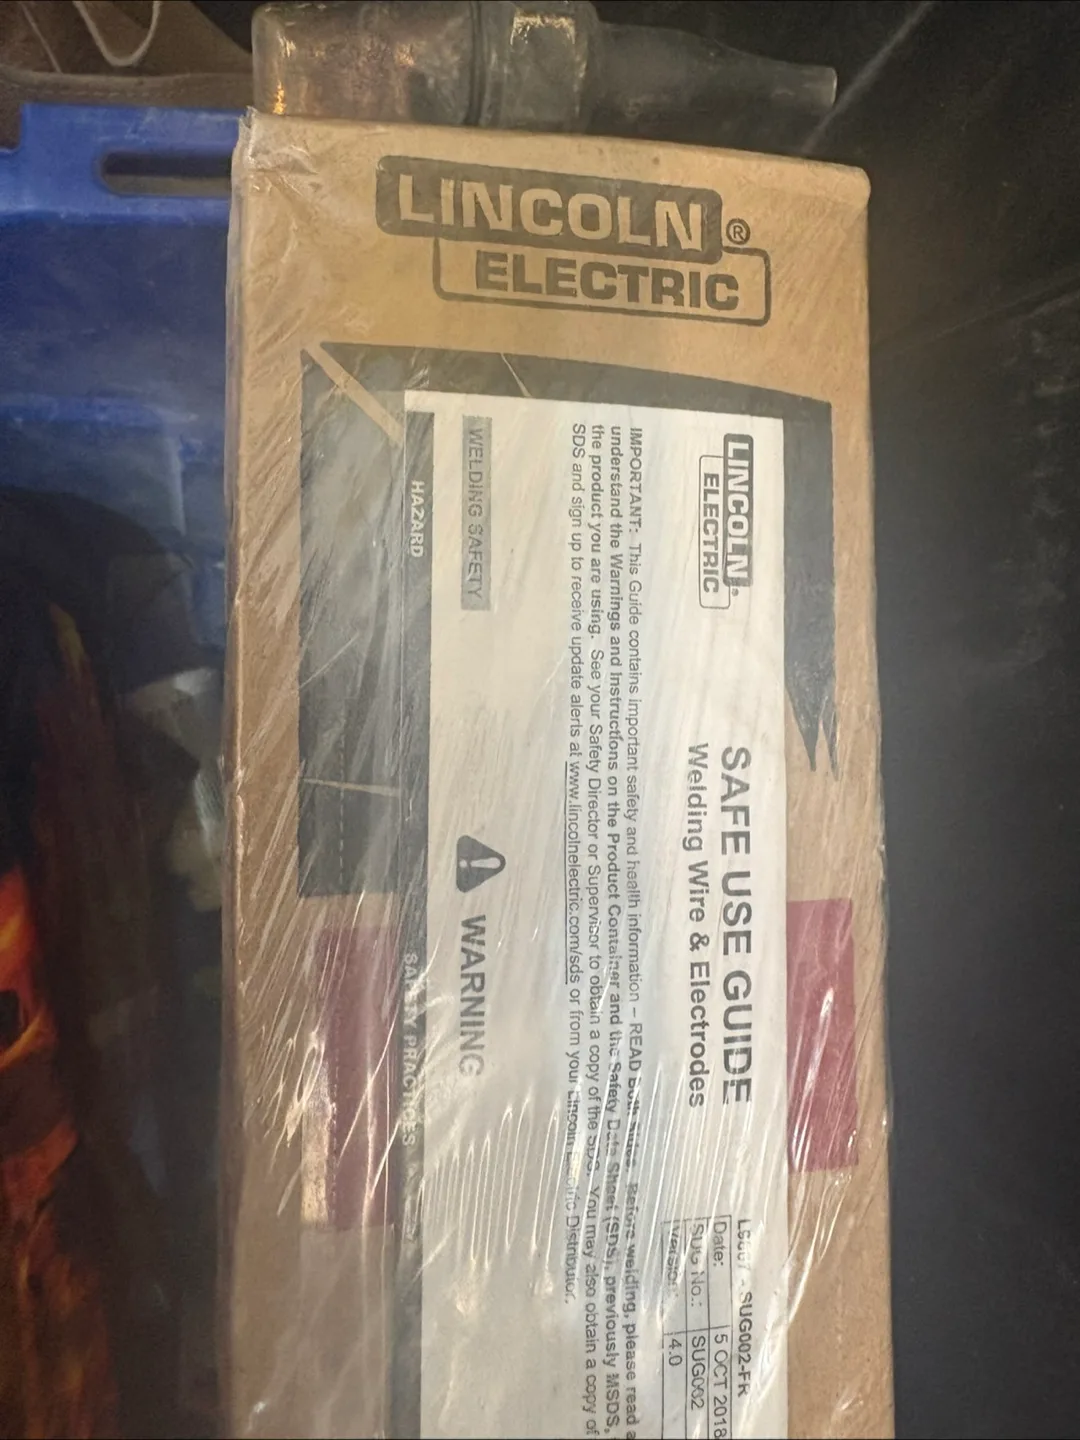 LINCOLN ®
ELECTRIC
LINCOLN ®
ELECTRIC
SAFE USE GUIDE
Welding Wire & Electrodes
SUG002-FR
Date: 5 OCT 2018
SUG No.: SUG002
Version: 4.0
IMPORTANT: This Guide contains important safety and health information – READ Both Sides. Before welding, please read a
understand the Warnings and Instructions on the Product Container and the Safety Data Sheet (SDS), previously MSDS,
the product you are using. See your Safety Director or Supervisor to obtain a copy of the SDS. You may also obtain a copy of
SDS and sign up to receive update alerts at www.lincolnelectric.com/sds or from your Lincoln Electric Distributor.
WELDING SAFETY
WARNING
HAZARD SAFETY PRACTICES